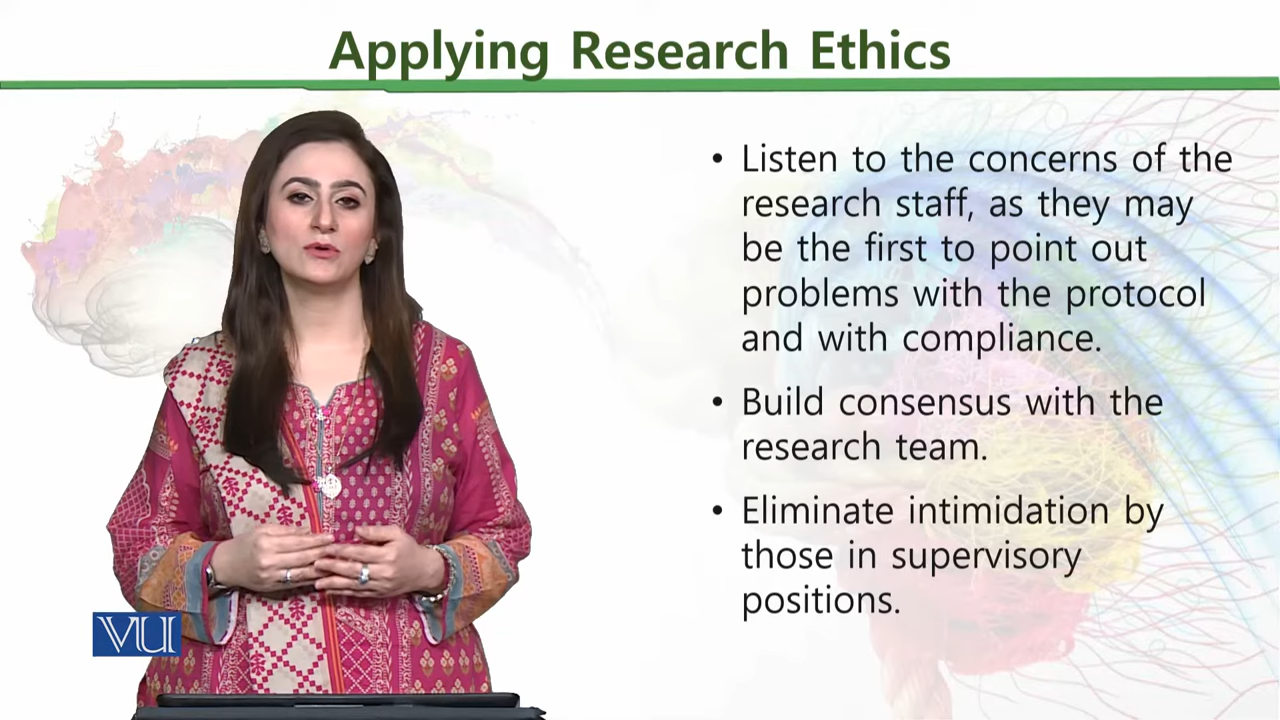 Applying Research Ethics
• Listen to the concerns of the
research staff, as they may
be the first to point out
problems with the protocol
and with compliance.
• Build consensus with the
research team.
• Eliminate intimidation by
those in supervisory
positions.
VU